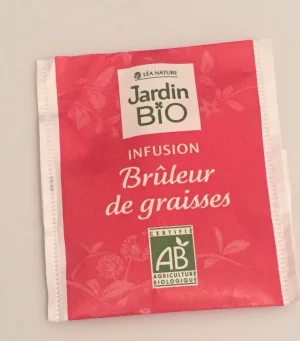 LÉA NATURE
Jardin
BiO
INFUSION
Brûleur
de graisses
CERTIFIÉ
AB
AGRICULTURE
BIOLOGIQUE